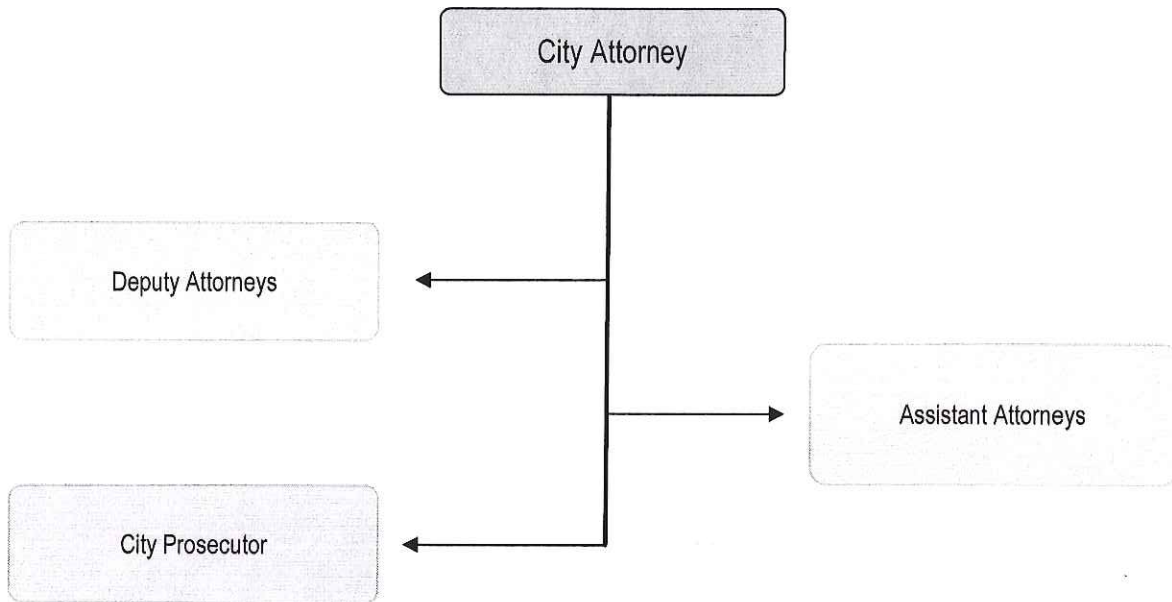 City Attorney
Deputy Attorneys
Assistant Attorneys
City Prosecutor